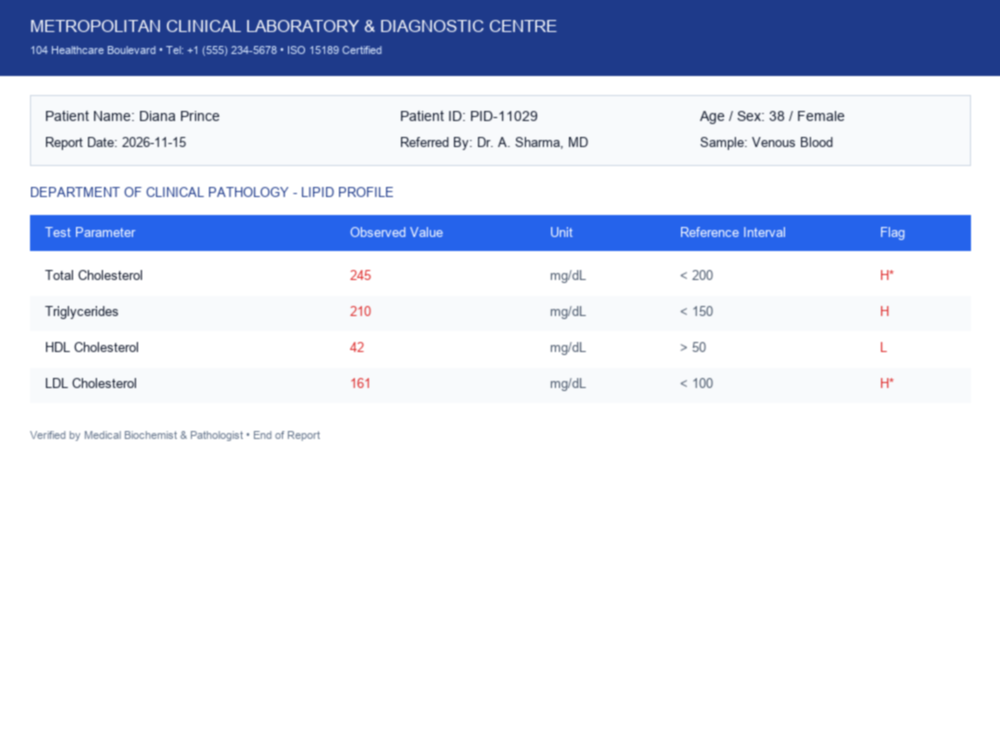 METROPOLITAN CLINICAL LABORATORY & DIAGNOSTIC CENTRE
104 Healthcare Boulevard • Tel: +1 (555) 234-5678 • ISO 15189 Certified
Patient Name: Diana Prince Patient ID: PID-11029 Age / Sex: 38 / Female
Report Date: 2026-11-15 Referred By: Dr. A. Sharma, MD Sample: Venous Blood
DEPARTMENT OF CLINICAL PATHOLOGY - LIPID PROFILE
Test Parameter Observed Value Unit Reference Interval Flag
Total Cholesterol 245 mg/dL < 200 H*
Triglycerides 210 mg/dL < 150 H
HDL Cholesterol 42 mg/dL > 50 L
LDL Cholesterol 161 mg/dL < 100 H*
Verified by Medical Biochemist & Pathologist • End of Report